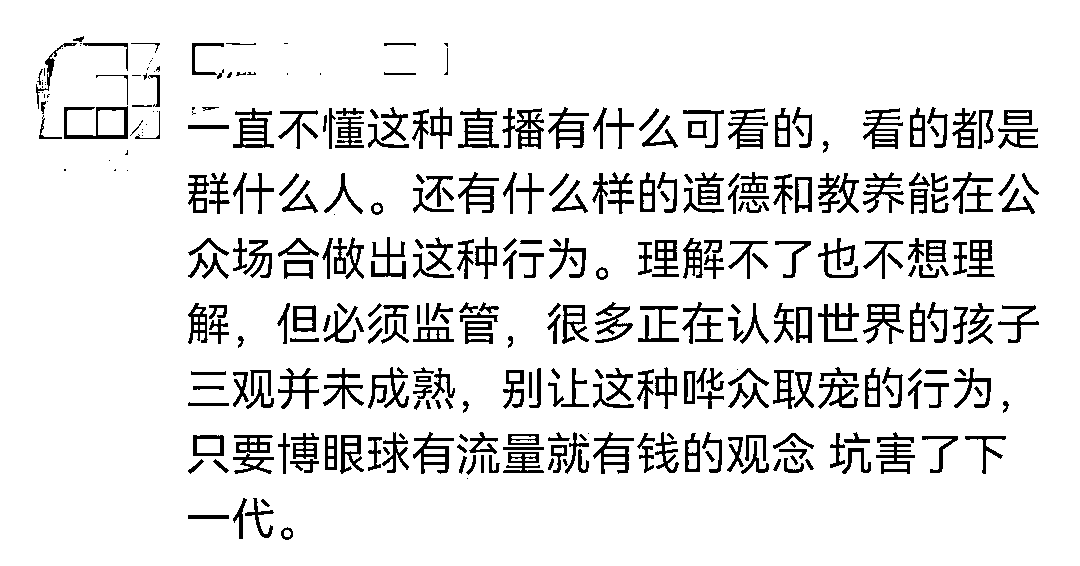 一直不懂这种直播有什么可看的，看的都是
群什么人。还有什么样的道德和教养能在公
众场合做出这种行为。理解不了也不想理
解，但必须监管，很多正在认知世界的孩子
三观并未成熟，别让这种哗众取宠的行为，
只要博眼球有流量就有钱的观念 坑害了下
一代。